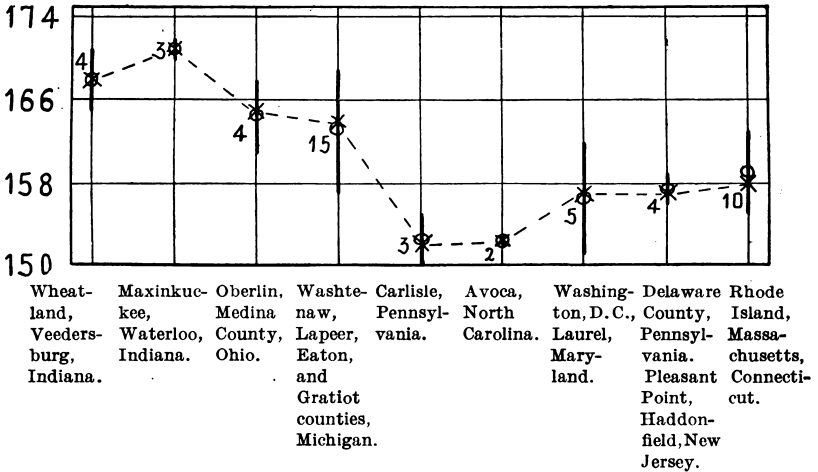 174
166
158
150
4
3
4
15
3
2
5
4
10
Wheat-
land,
Veeders-
burg,
Indiana.
Maxinkuc-
kee,
Waterloo,
Indiana.
Oberlin,
Medina
County,
Ohio.
Washte-
naw,
Lapeer,
Eaton,
and
Gratiot
counties,
Michigan.
Carlisle,
Pennsyl-
vania.
Avoca,
North
Carolina.
Washing-
ton, D.C.,
Laurel,
Mary-
land.
Delaware
County,
Pennsyl-
vania.
Pleasant
Point,
Haddon-
field, New
Jersey.
Rhode
Island,
Massa-
chusetts,
Connecti-
cut.